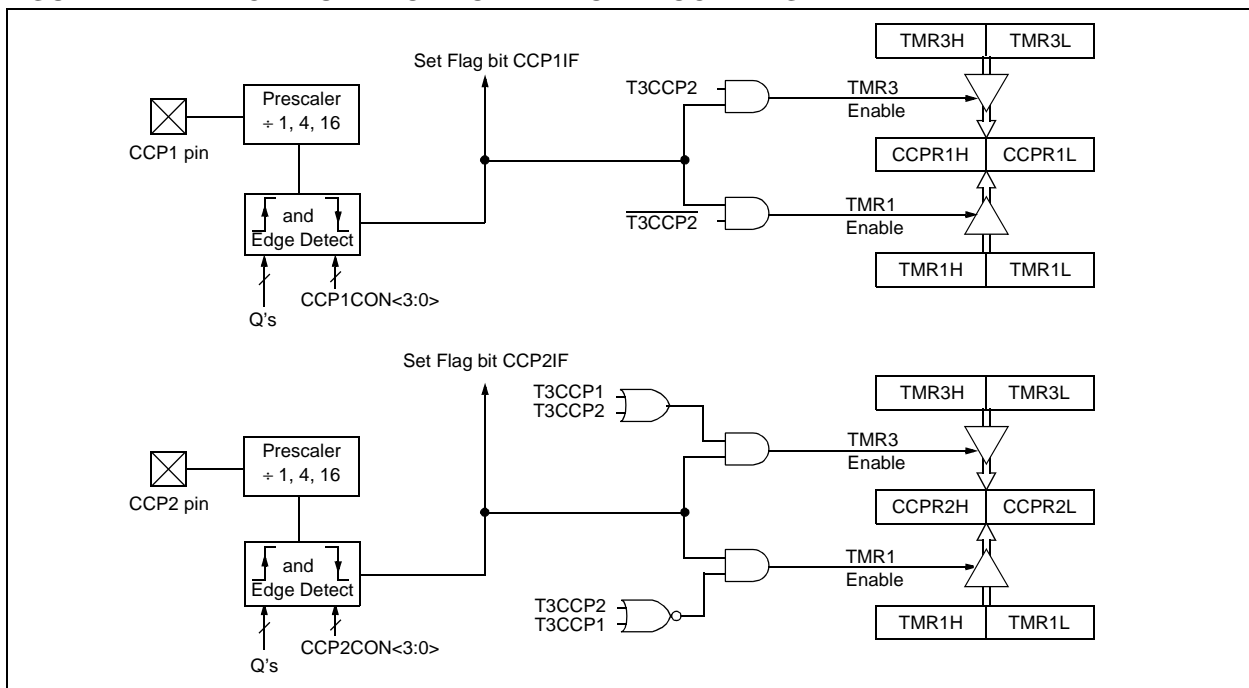 TMR3H TMR3L
Set Flag bit CCP1IF
T3CCP2
TMR3
Enable
Prescaler
÷ 1, 4, 16
CCP1 pin
CCPR1H CCPR1L
and
Edge Detect
T3CCP2
TMR1
Enable
TMR1H TMR1L
CCP1CON<3:0>
Q's
Set Flag bit CCP2IF
TMR3H TMR3L
T3CCP1
T3CCP2
TMR3
Enable
Prescaler
÷ 1, 4, 16
CCP2 pin
CCPR2H CCPR2L
and
Edge Detect
TMR1
Enable
T3CCP2
T3CCP1
TMR1H TMR1L
CCP2CON<3:0>
Q's